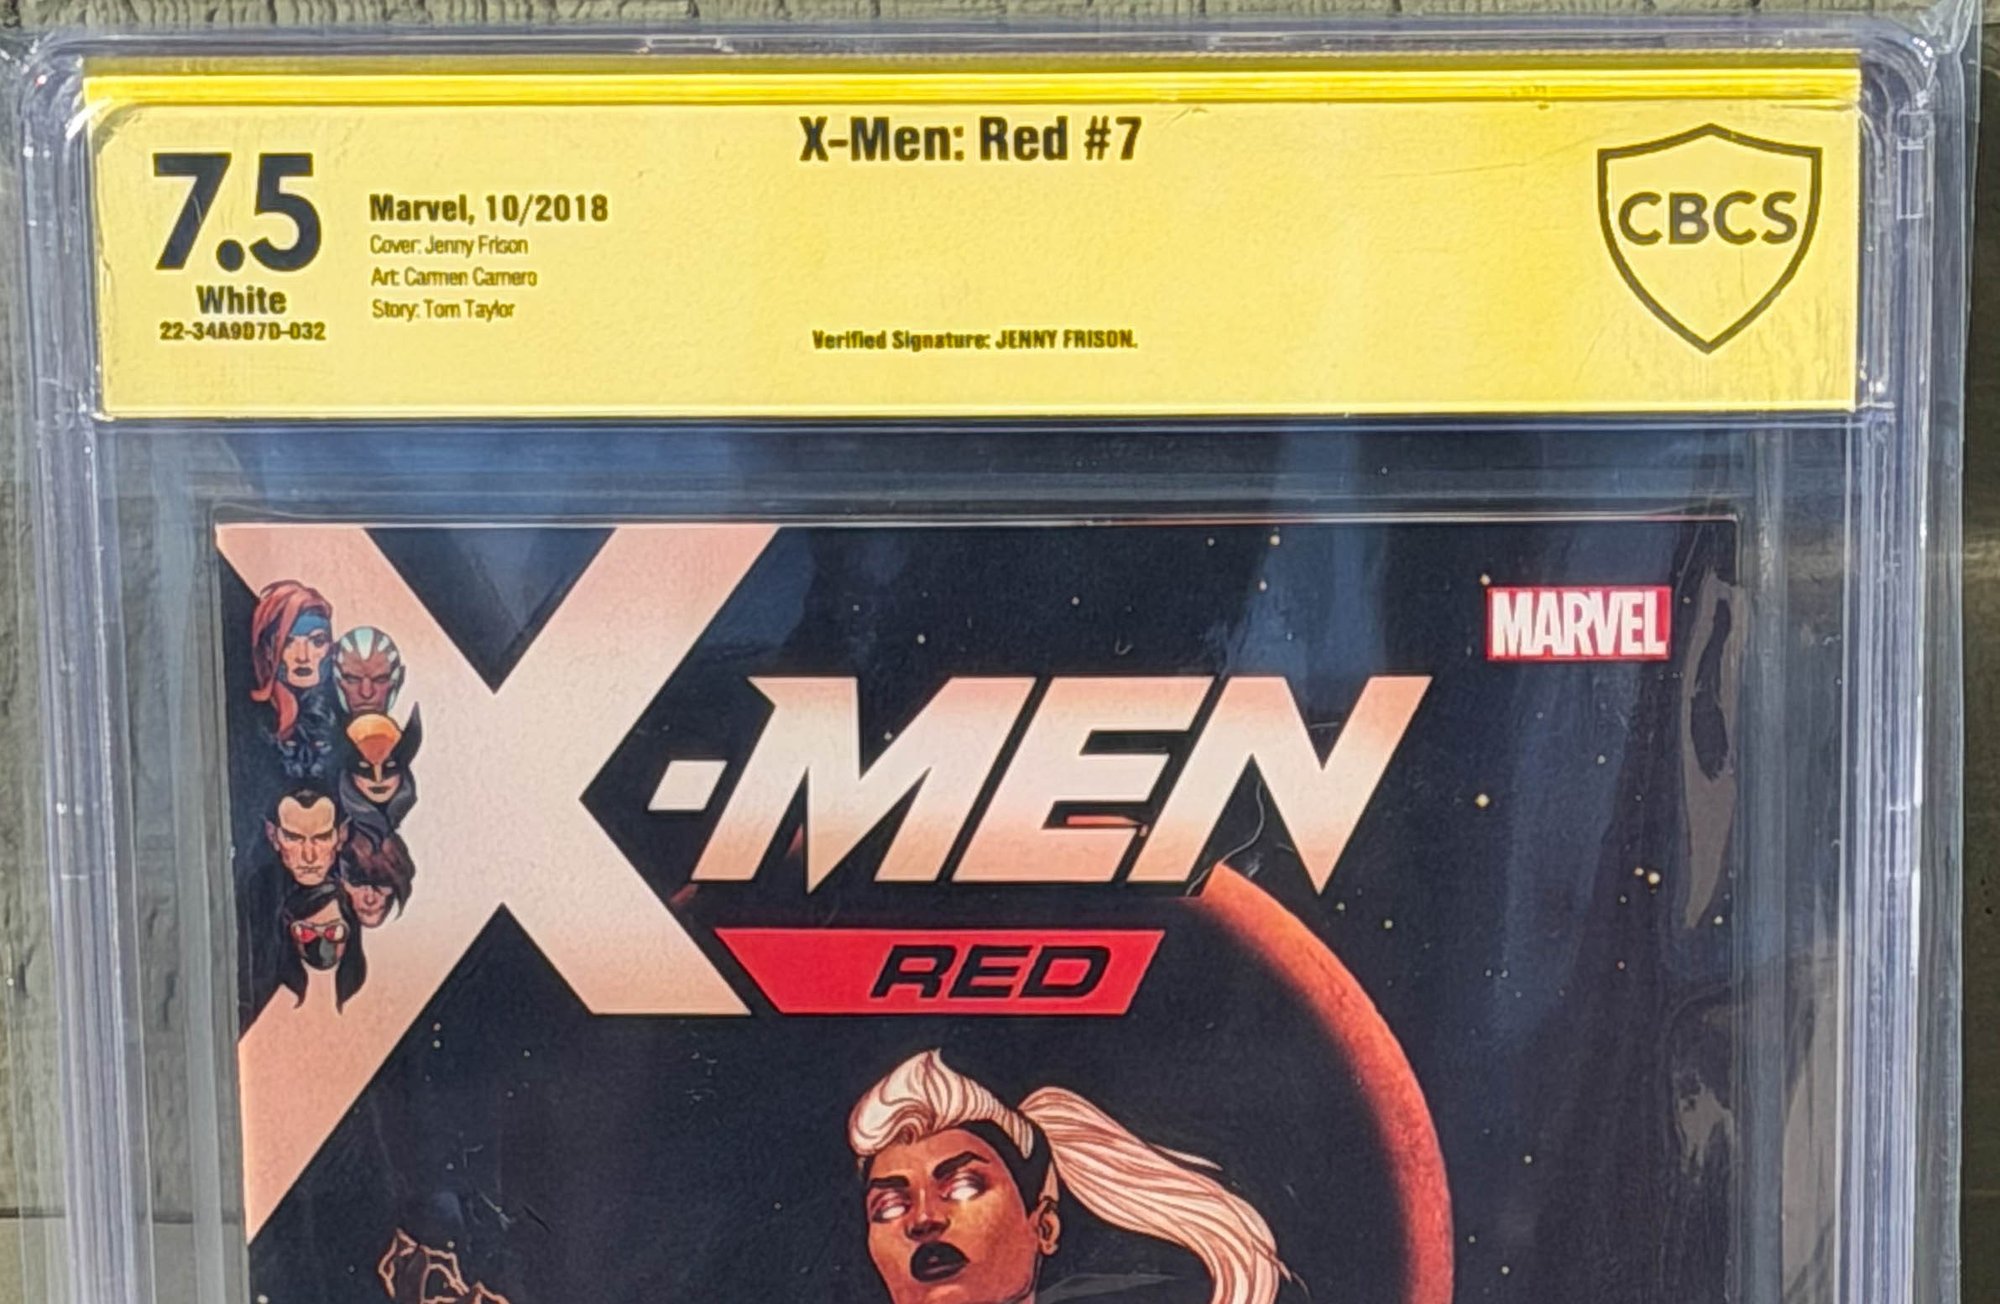 X-Men: Red #7
7.5
White
22-34A9D7D-032
Marvel, 10/2018
Cover: Jenny Frison
Art: Carmen Carnero
Story: Tom Taylor
Verified Signature: JENNY FRISON.
CBCS
MARVEL
X-MEN
RED